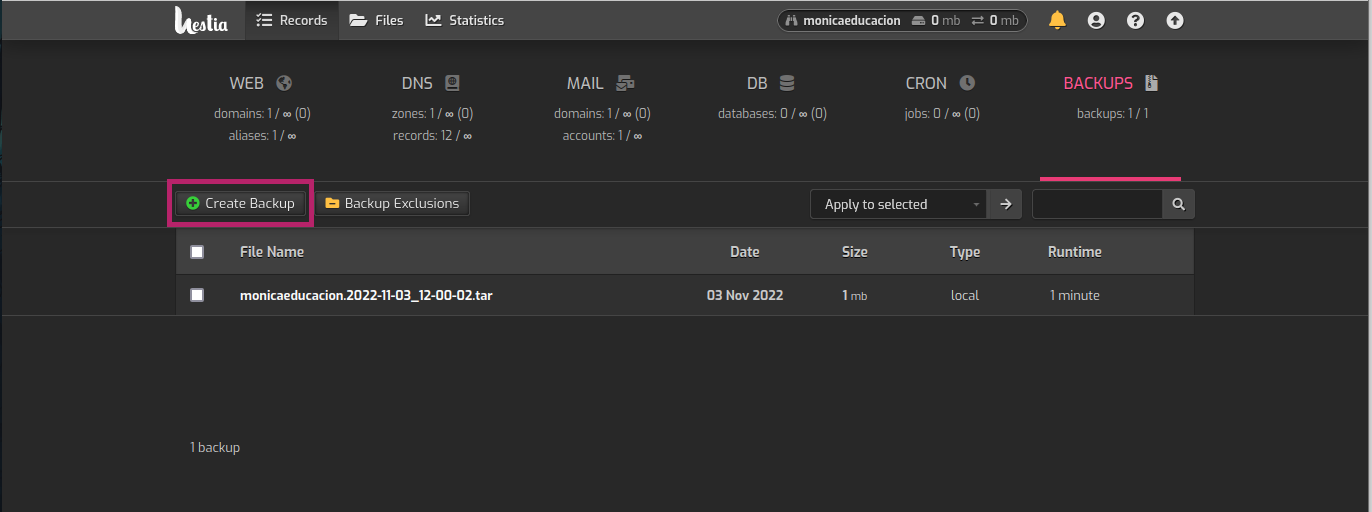 hestia Records Files Statistics monicaeducacion 0 mb 0 mb
WEB DNS MAIL DB CRON BACKUPS
domains: 1 / ∞ (0) zones: 1 / ∞ (0) domains: 1 / ∞ (0) databases: 0 / ∞ (0) jobs: 0 / ∞ (0) backups: 1 / 1
aliases: 1 / ∞ records: 12 / ∞ accounts: 1 / ∞
Create Backup Backup Exclusions Apply to selected
File Name Date Size Type Runtime
monicaeducacion.2022-11-03_12-00-02.tar 03 Nov 2022 1 mb local 1 minute
1 backup